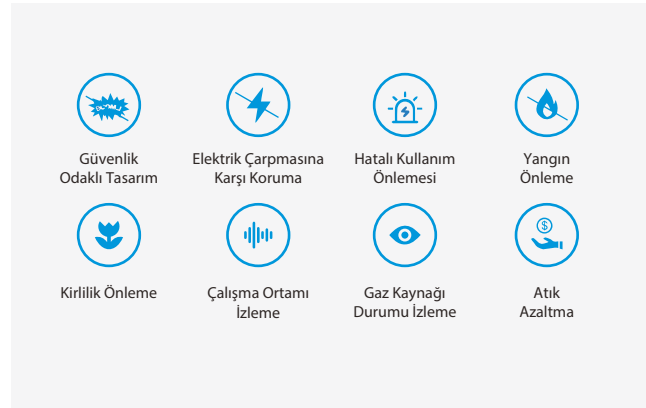 Güvenlik
Odaklı Tasarım
Elektrik Çarpmasına
Karşı Koruma
Hatalı Kullanım
Önlemesi
Yangın
Önleme
Kirlilik Önleme
Çalışma Ortamı
İzleme
Gaz Kaynağı
Durumu İzleme
Atık
Azaltma